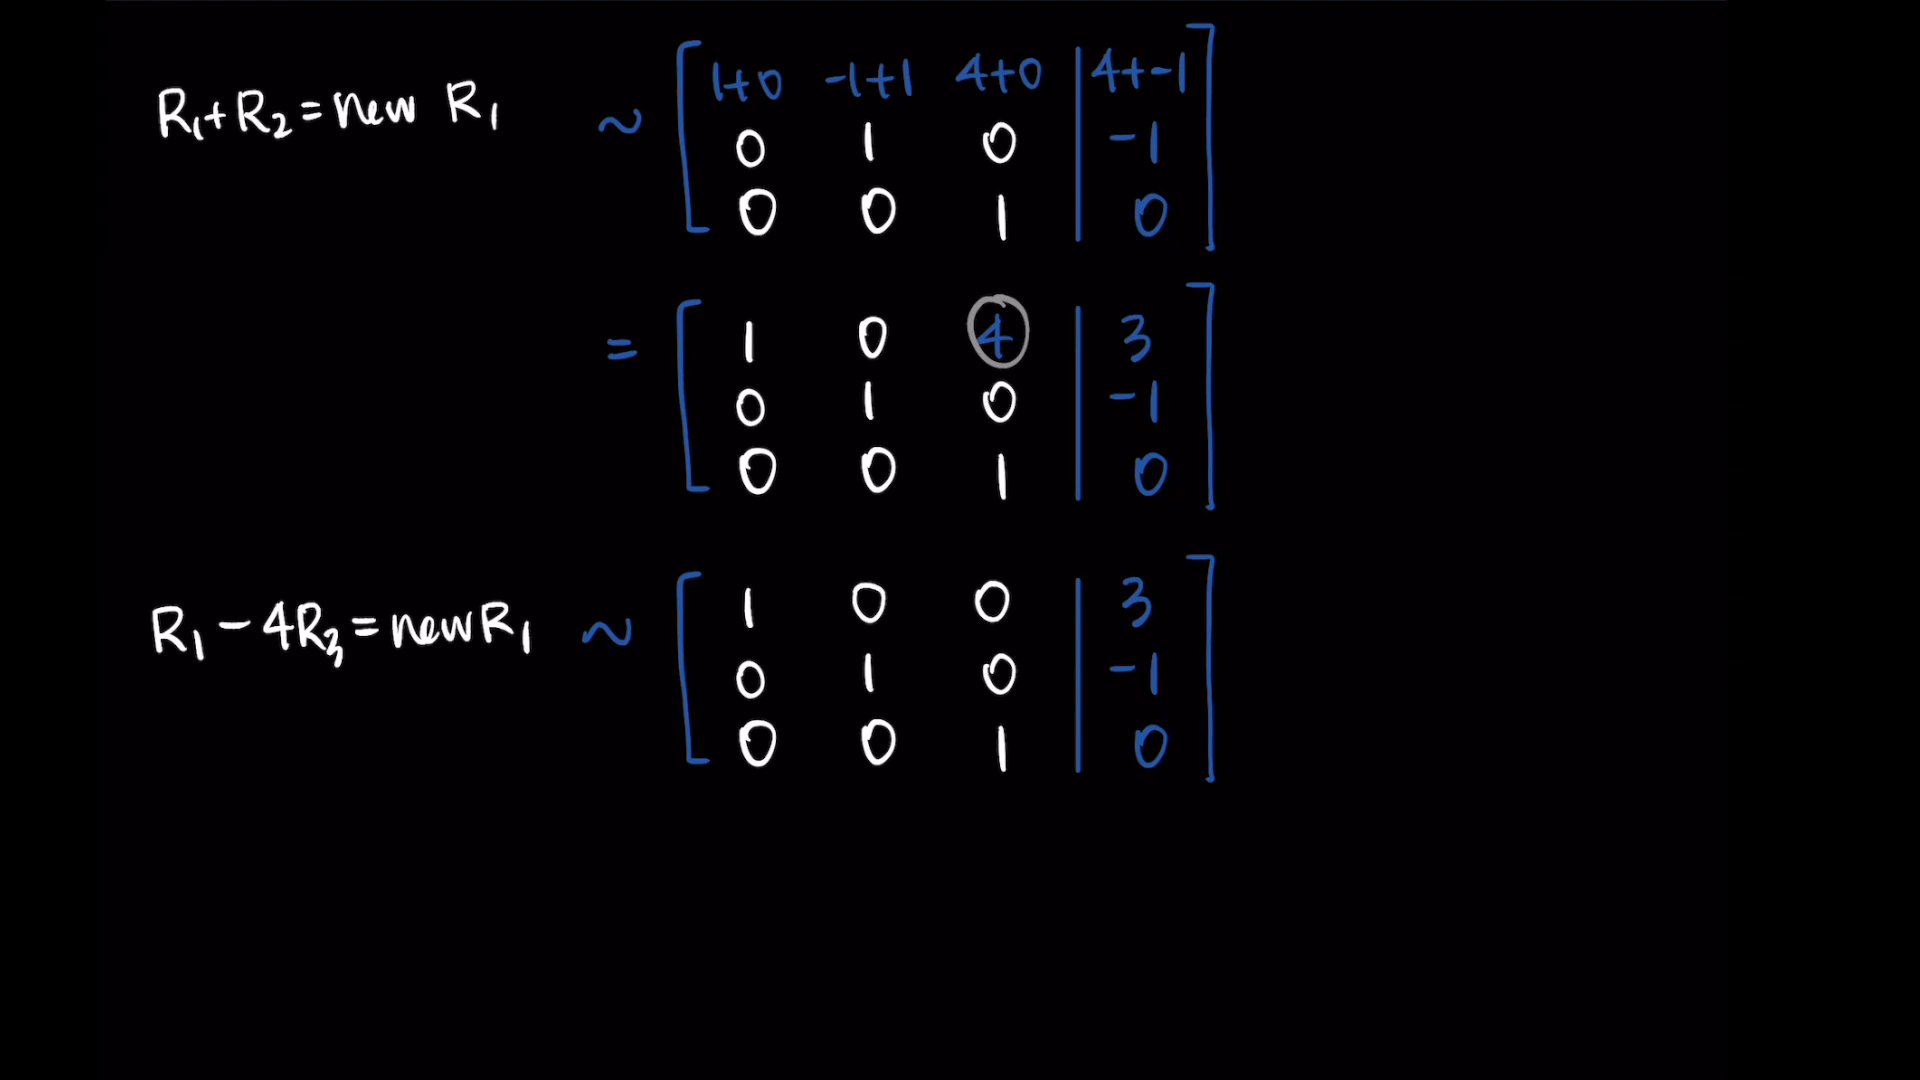 R₁+R₂=new R₁ ~ [ 1+0 -1+1 4+0 | 4+-1 ]
0 1 0 | -1
0 0 1 | 0
= [ 1 0 4 | 3 ]
0 1 0 | -1
0 0 1 | 0
R₁-4R₃=new R₁ ~ [ 1 0 0 | 3 ]
0 1 0 | -1
0 0 1 | 0